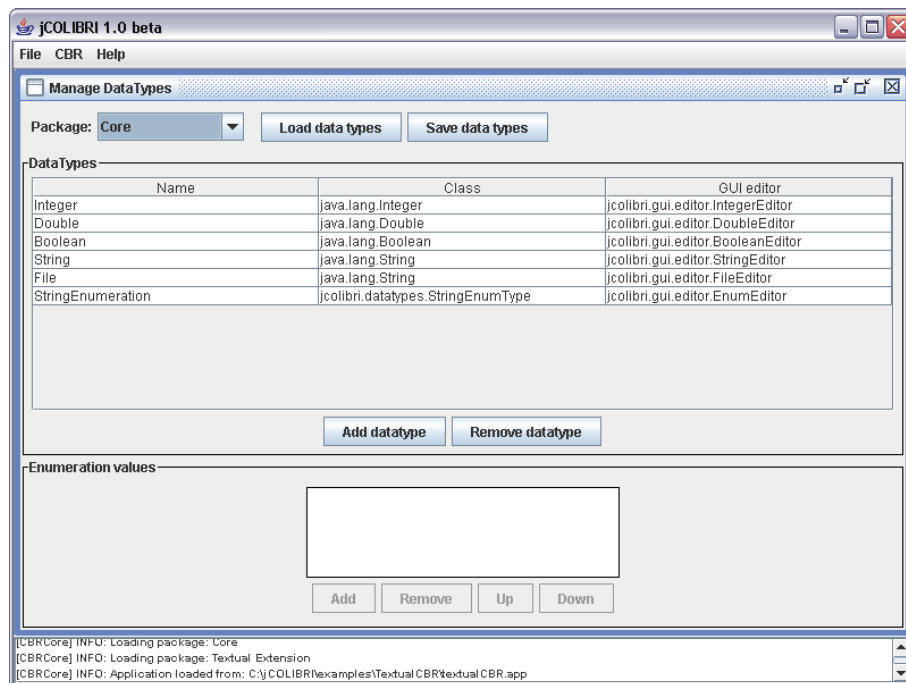 jCOLIBRI 1.0 beta
File CBR Help
Manage DataTypes
Package: Core Load data types Save data types
DataTypes
Name Class GUI editor
Integer java.lang.Integer jcolibri.gui.editor.IntegerEditor
Double java.lang.Double jcolibri.gui.editor.DoubleEditor
Boolean java.lang.Boolean jcolibri.gui.editor.BooleanEditor
String java.lang.String jcolibri.gui.editor.StringEditor
File java.lang.String jcolibri.gui.editor.FileEditor
StringEnumeration jcolibri.datatypes.StringEnumType jcolibri.gui.editor.EnumEditor
Add datatype Remove datatype
Enumeration values
Add Remove Up Down
[CBRCore] INFO: Loading package: Core
[CBRCore] INFO: Loading package: Textual Extension
[CBRCore] INFO: Application loaded from: C:\jCOLIBRI\examples\TextualCBR\textualCBR.app